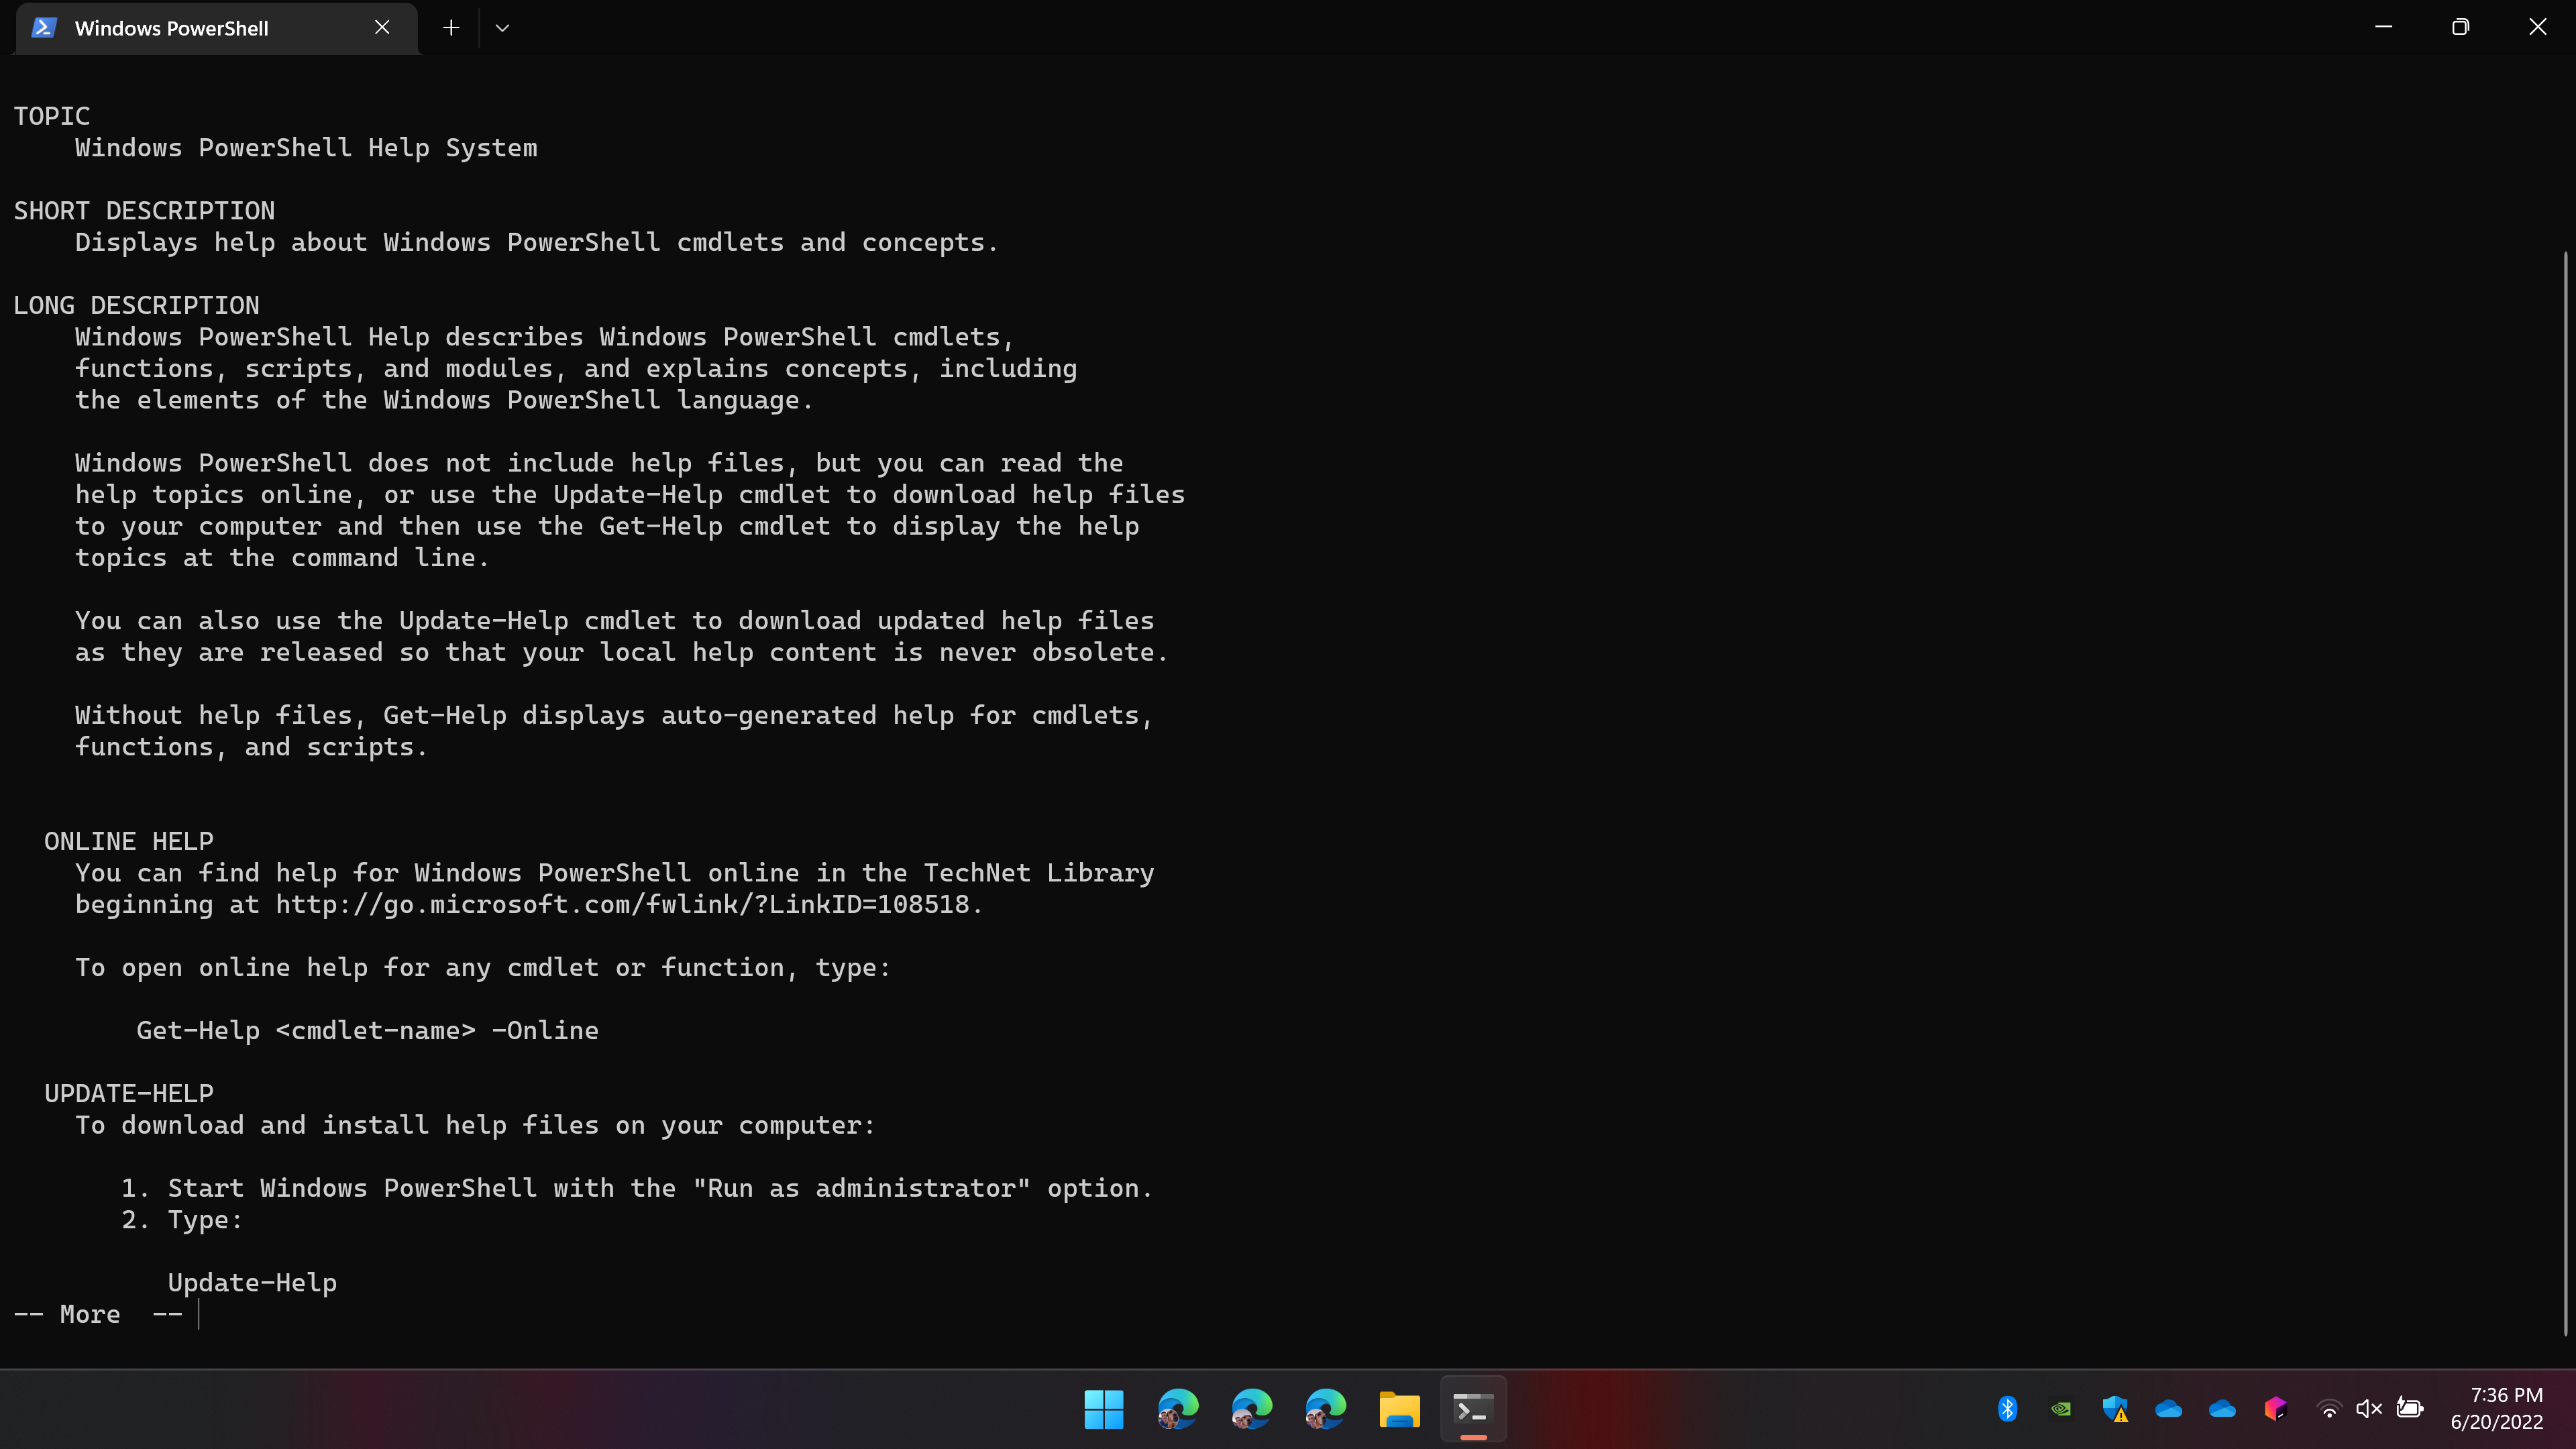 Windows PowerShell
TOPIC
Windows PowerShell Help System
SHORT DESCRIPTION
Displays help about Windows PowerShell cmdlets and concepts.
LONG DESCRIPTION
Windows PowerShell Help describes Windows PowerShell cmdlets,
functions, scripts, and modules, and explains concepts, including
the elements of the Windows PowerShell language.
Windows PowerShell does not include help files, but you can read the
help topics online, or use the Update-Help cmdlet to download help files
to your computer and then use the Get-Help cmdlet to display the help
topics at the command line.
You can also use the Update-Help cmdlet to download updated help files
as they are released so that your local help content is never obsolete.
Without help files, Get-Help displays auto-generated help for cmdlets,
functions, and scripts.
ONLINE HELP
You can find help for Windows PowerShell online in the TechNet Library
beginning at http://go.microsoft.com/fwlink/?LinkID=108518.
To open online help for any cmdlet or function, type:
Get-Help <cmdlet-name> -Online
UPDATE-HELP
To download and install help files on your computer:
1. Start Windows PowerShell with the "Run as administrator" option.
2. Type:
Update-Help
-- More  --
7:36 PM
6/20/2022